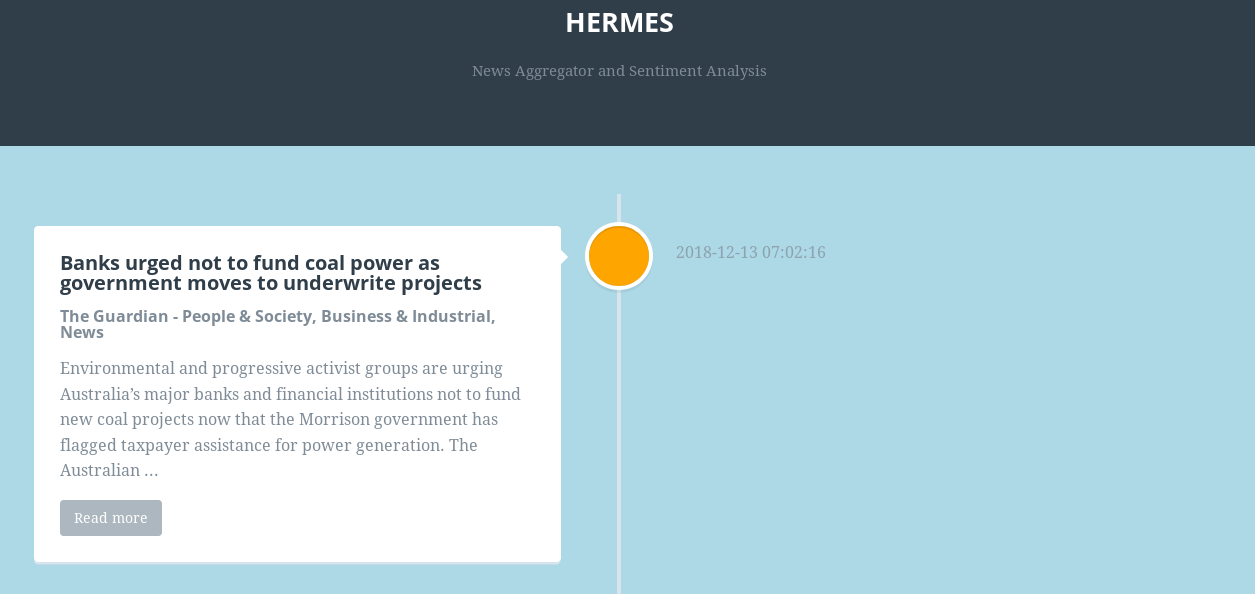 HERMES
News Aggregator and Sentiment Analysis
Banks urged not to fund coal power as
government moves to underwrite projects
2018-12-13 07:02:16
The Guardian - People & Society, Business & Industrial,
News
Environmental and progressive activist groups are urging
Australia’s major banks and financial institutions not to fund
new coal projects now that the Morrison government has
flagged taxpayer assistance for power generation. The
Australian ...
Read more